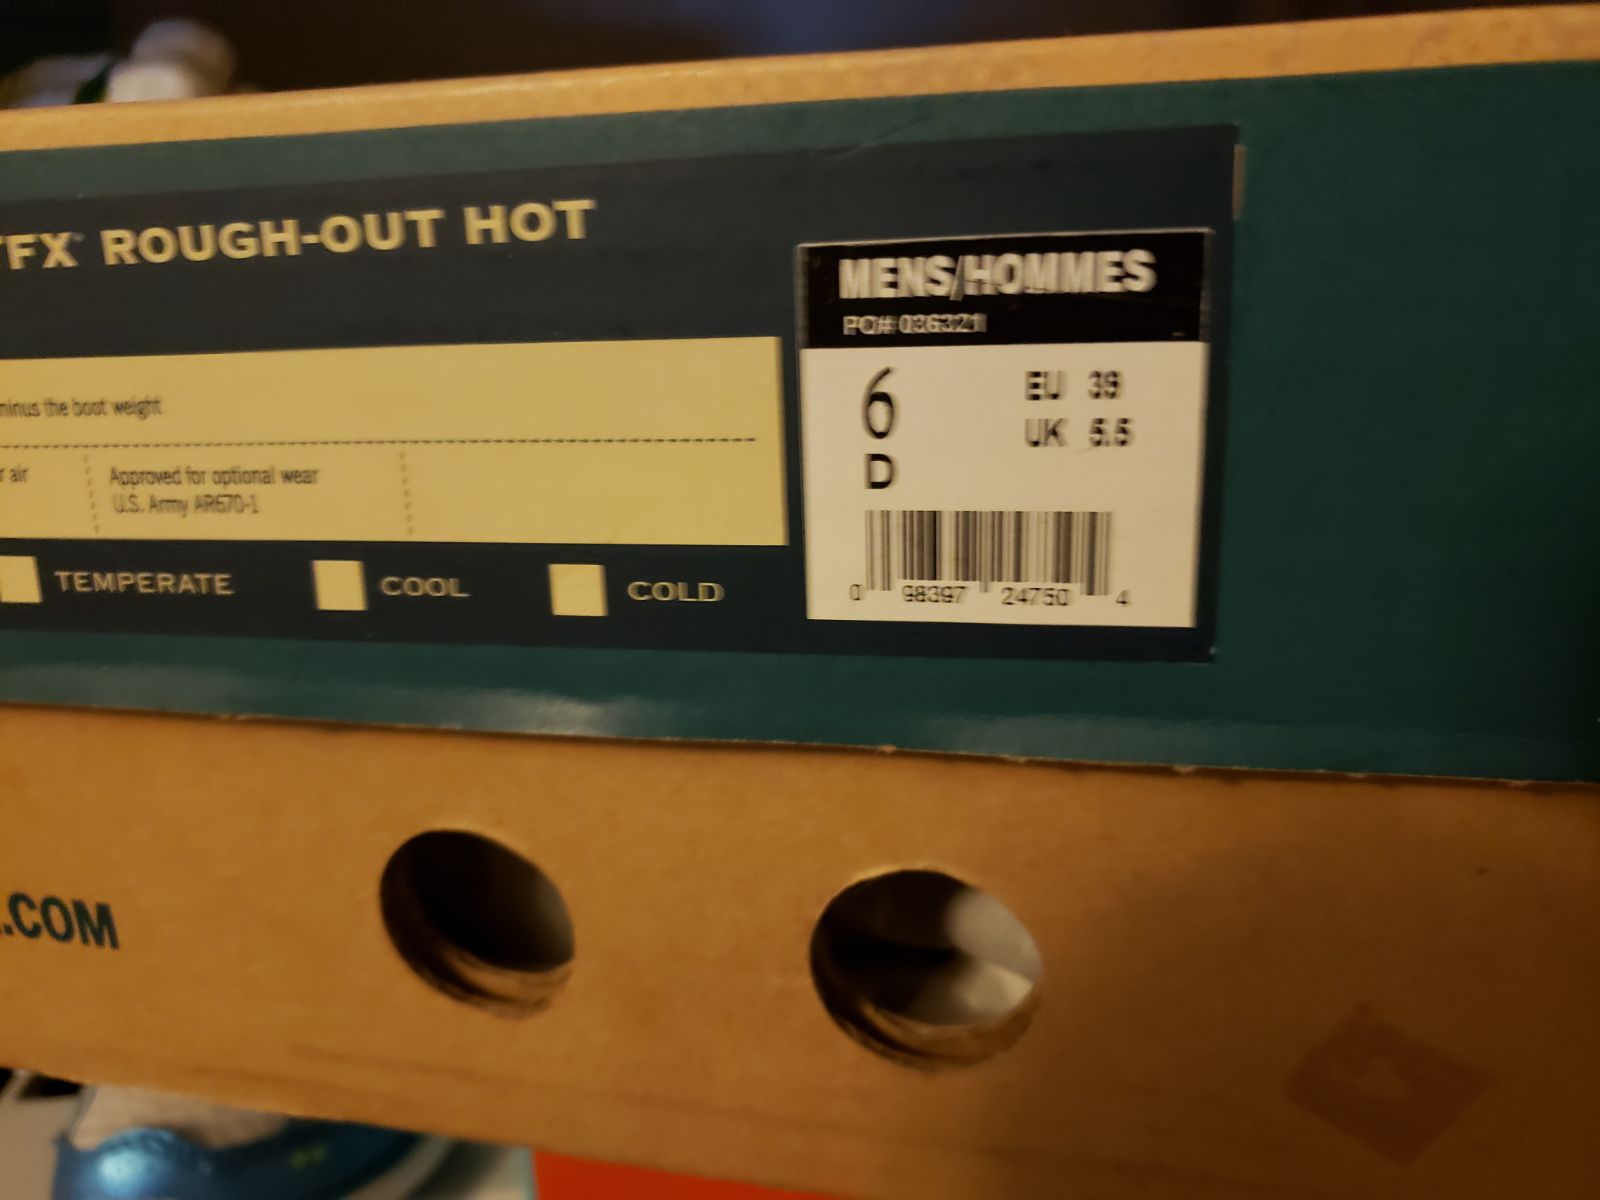 FX ROUGH-OUT HOT
MENS/HOMMES
PO# 036321
6
D
EU 39
UK 5.5
minus the boot weight
air
Approved for optional wear
U.S. Army AR670-1
TEMPERATE
COOL
COLD
0 98397 24750 4
.COM